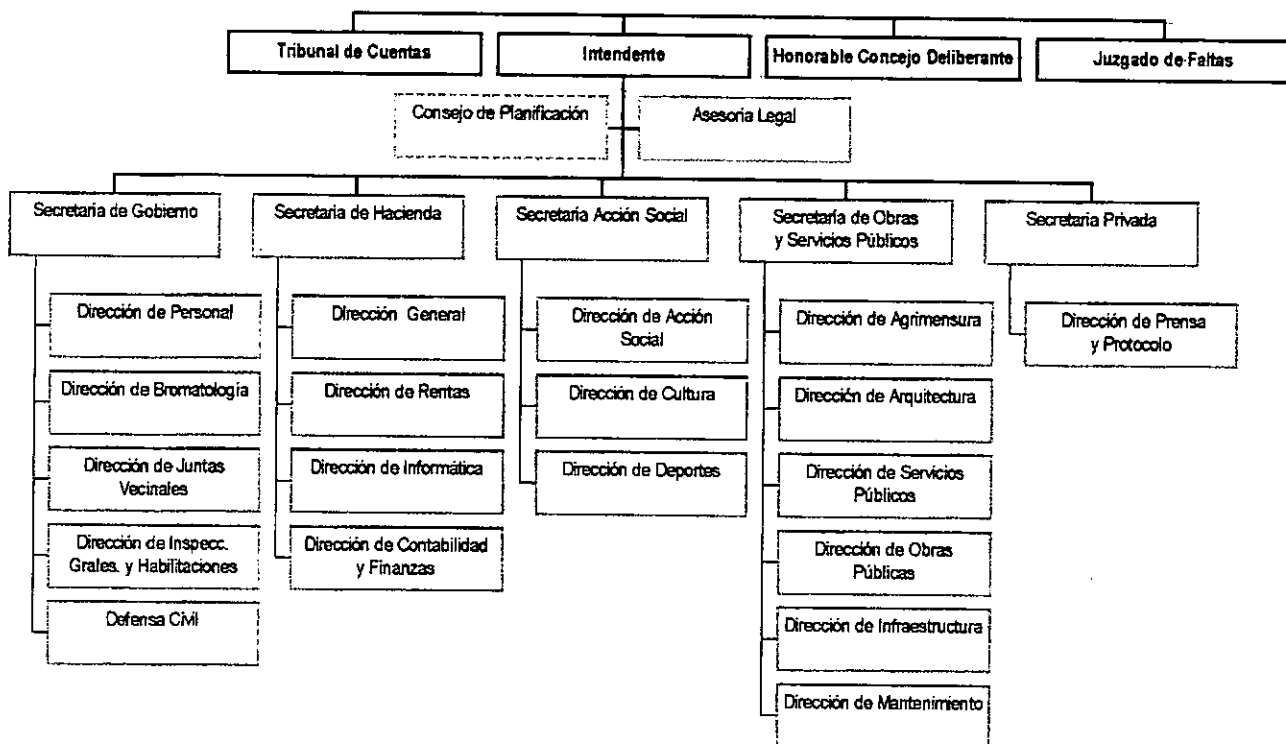 Tribunal de Cuentas
Intendente
Honorable Concejo Deliberante
Juzgado de Faltas
Consejo de Planificación
Asesoria Legal
Secretaria de Gobierno
Secretaria de Hacienda
Secretaria Acción Social
Secretaría de Obras
y Servicios Públicos
Secretaria Privada
Dirección de Personal
Dirección de Bromatología
Dirección de Juntas
Vecinales
Dirección de Inspecc.
Grales. y Habilitaciones
Defensa Civil
Dirección General
Dirección de Rentas
Dirección de Informática
Dirección de Contabilidad
y Finanzas
Dirección de Acción
Social
Dirección de Cultura
Dirección de Deportes
Dirección de Agrimensura
Dirección de Arquitectura
Dirección de Servicios
Públicos
Dirección de Obras
Públicas
Dirección de Infraestructura
Dirección de Mantenimiento
Dirección de Prensa
y Protocolo